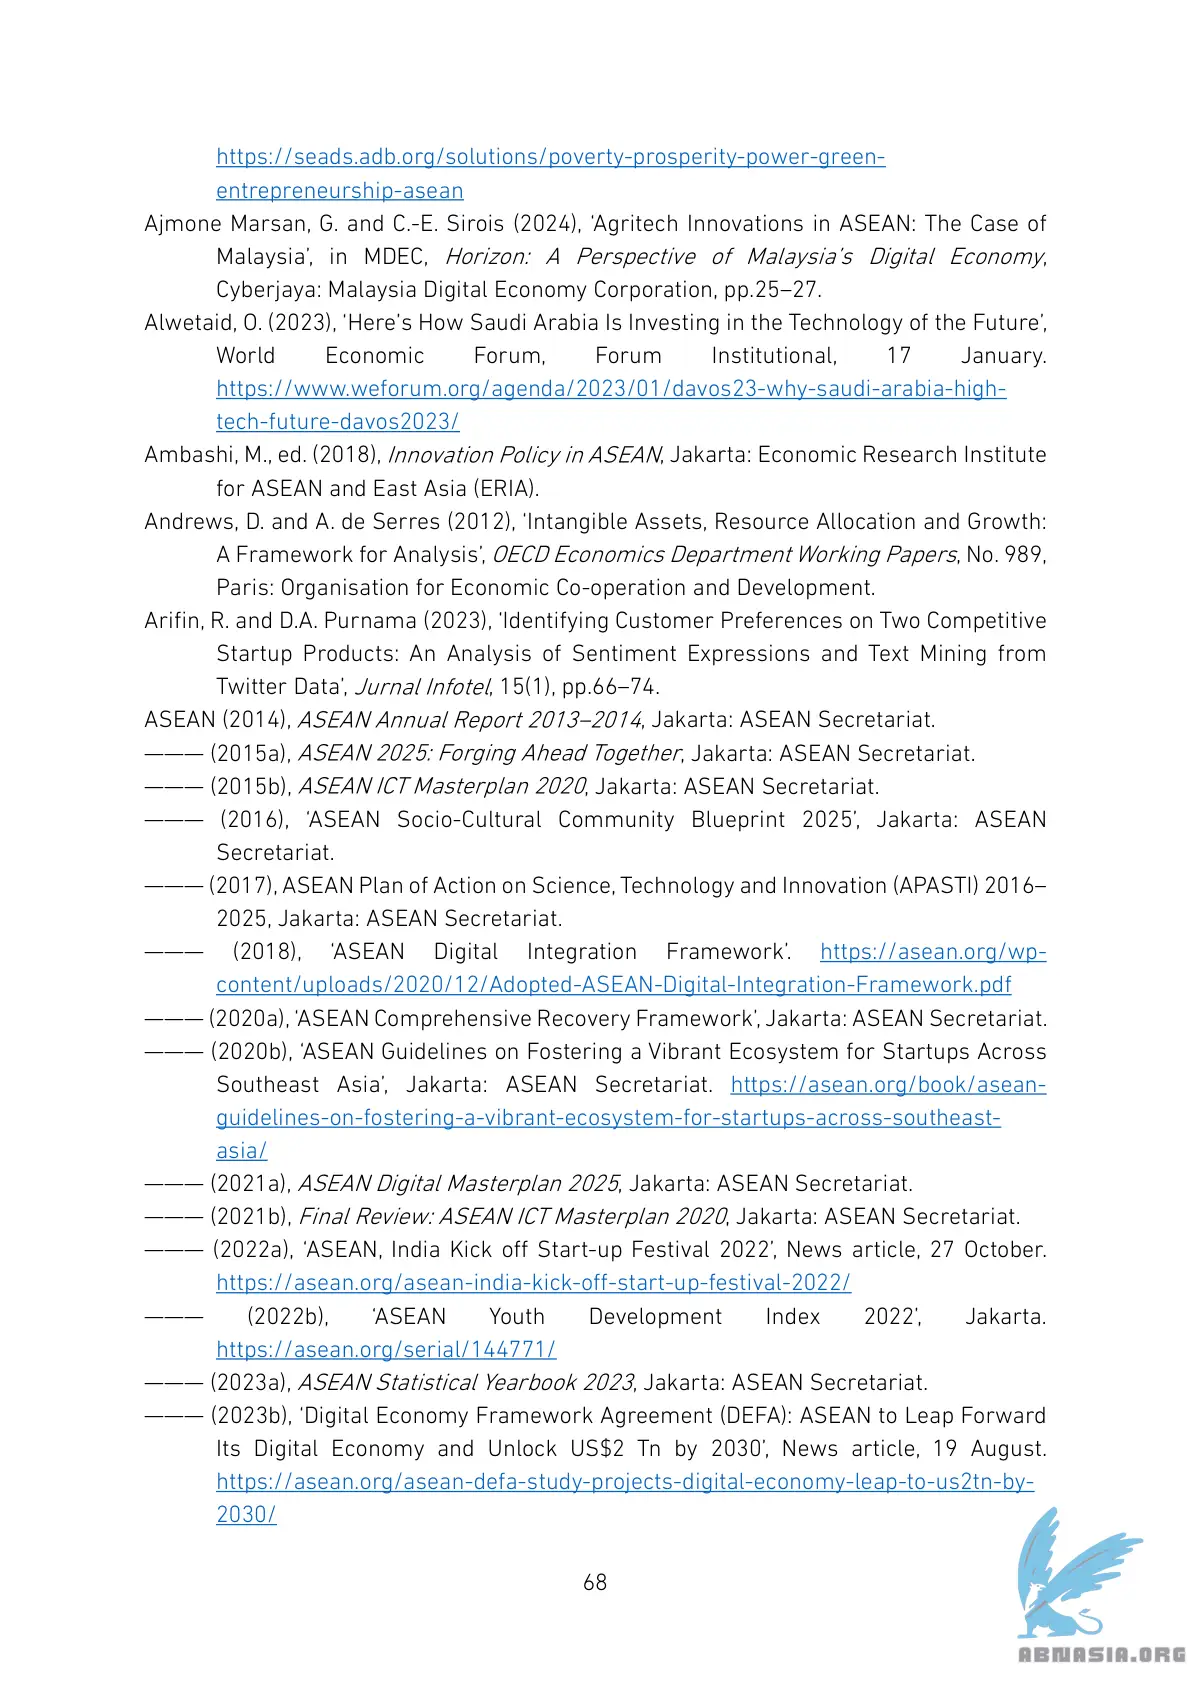 https://seads.adb.org/solutions/poverty-prosperity-power-green-
entrepreneurship-asean
Ajmone Marsan, G. and C.-E. Sirois (2024), ‘Agritech Innovations in ASEAN: The Case of
Malaysia’, in MDEC, Horizon: A Perspective of Malaysia’s Digital Economy,
Cyberjaya: Malaysia Digital Economy Corporation, pp.25–27.
Alwetaid, O. (2023), ‘Here’s How Saudi Arabia Is Investing in the Technology of the Future’,
World Economic Forum, Forum Institutional, 17 January.
https://www.weforum.org/agenda/2023/01/davos23-why-saudi-arabia-high-
tech-future-davos2023/
Ambashi, M., ed. (2018), Innovation Policy in ASEAN, Jakarta: Economic Research Institute
for ASEAN and East Asia (ERIA).
Andrews, D. and A. de Serres (2012), ‘Intangible Assets, Resource Allocation and Growth:
A Framework for Analysis’, OECD Economics Department Working Papers, No. 989,
Paris: Organisation for Economic Co-operation and Development.
Arifin, R. and D.A. Purnama (2023), ‘Identifying Customer Preferences on Two Competitive
Startup Products: An Analysis of Sentiment Expressions and Text Mining from
Twitter Data’, Jurnal Infotel, 15(1), pp.66–74.
ASEAN (2014), ASEAN Annual Report 2013–2014, Jakarta: ASEAN Secretariat.
——— (2015a), ASEAN 2025: Forging Ahead Together, Jakarta: ASEAN Secretariat.
——— (2015b), ASEAN ICT Masterplan 2020, Jakarta: ASEAN Secretariat.
——— (2016), ‘ASEAN Socio-Cultural Community Blueprint 2025’, Jakarta: ASEAN
Secretariat.
——— (2017), ASEAN Plan of Action on Science, Technology and Innovation (APASTI) 2016–
2025, Jakarta: ASEAN Secretariat.
——— (2018), ‘ASEAN Digital Integration Framework’. https://asean.org/wp-
content/uploads/2020/12/Adopted-ASEAN-Digital-Integration-Framework.pdf
——— (2020a), ‘ASEAN Comprehensive Recovery Framework’, Jakarta: ASEAN Secretariat.
——— (2020b), ‘ASEAN Guidelines on Fostering a Vibrant Ecosystem for Startups Across
Southeast Asia’, Jakarta: ASEAN Secretariat. https://asean.org/book/asean-
guidelines-on-fostering-a-vibrant-ecosystem-for-startups-across-southeast-
asia/
——— (2021a), ASEAN Digital Masterplan 2025, Jakarta: ASEAN Secretariat.
——— (2021b), Final Review: ASEAN ICT Masterplan 2020, Jakarta: ASEAN Secretariat.
——— (2022a), ‘ASEAN, India Kick off Start-up Festival 2022’, News article, 27 October.
https://asean.org/asean-india-kick-off-start-up-festival-2022/
——— (2022b), ‘ASEAN Youth Development Index 2022’, Jakarta.
https://asean.org/serial/144771/
——— (2023a), ASEAN Statistical Yearbook 2023, Jakarta: ASEAN Secretariat.
——— (2023b), ‘Digital Economy Framework Agreement (DEFA): ASEAN to Leap Forward
Its Digital Economy and Unlock US$2 Tn by 2030’, News article, 19 August.
https://asean.org/asean-defa-study-projects-digital-economy-leap-to-us2tn-by-
2030/
68
ABNASIA.ORG